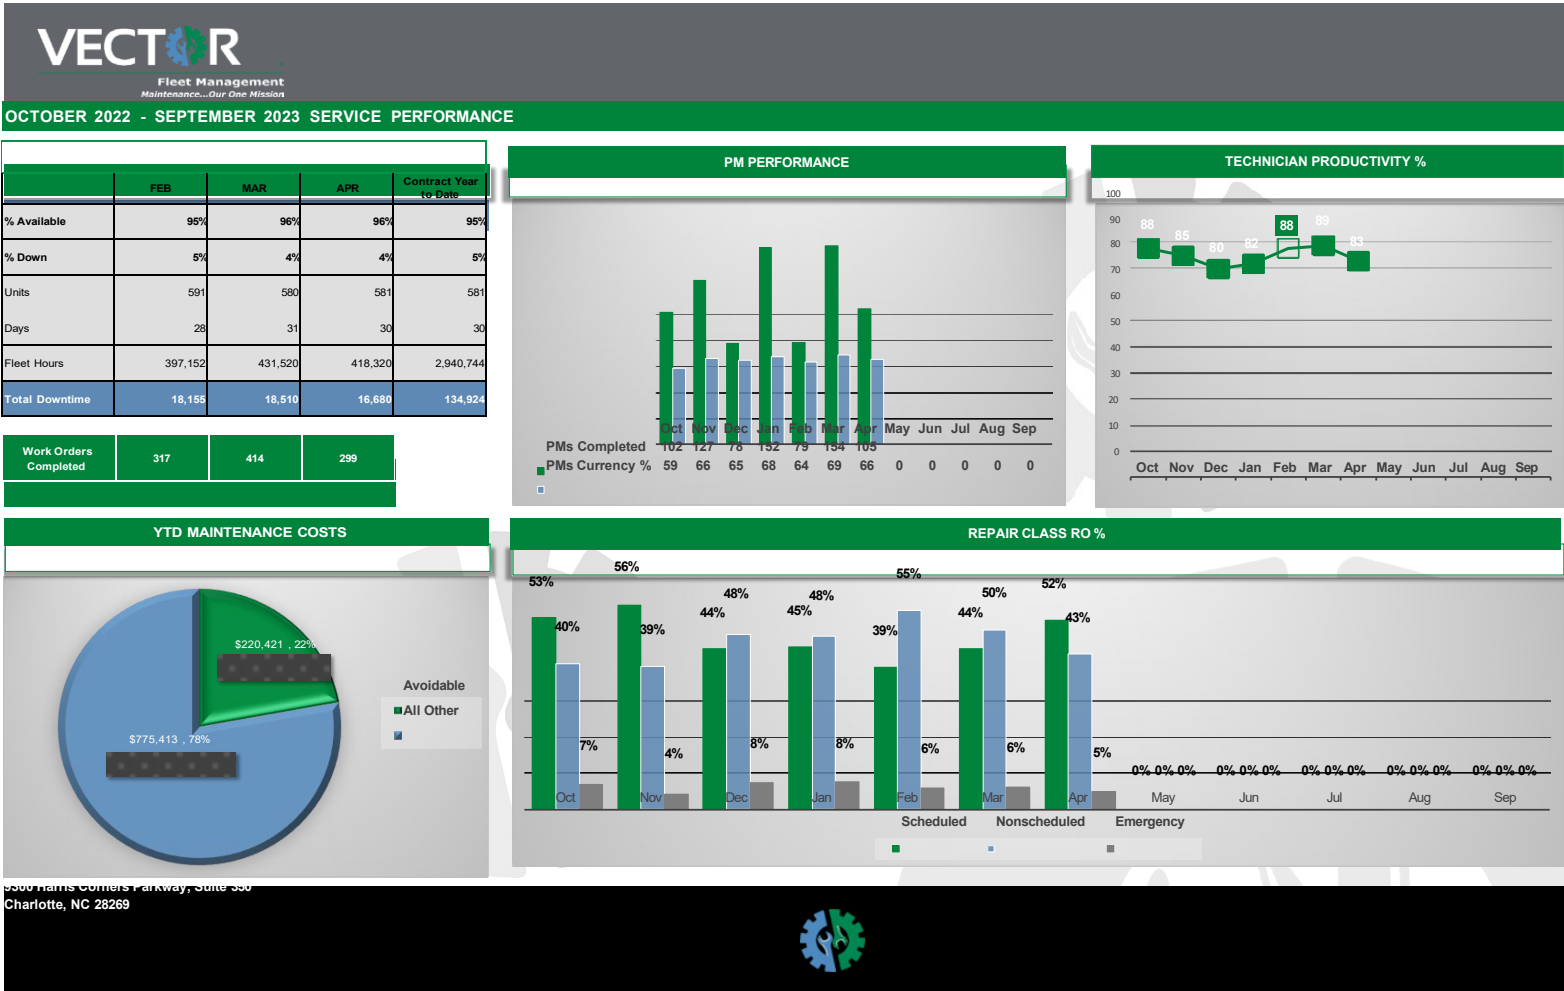 VECTOR
Fleet Management
Maintenance...Our One Mission
OCTOBER 2022 - SEPTEMBER 2023 SERVICE PERFORMANCE
FEB MAR APR Contract Year
to Date
% Available 95% 96% 96% 95%
% Down 5% 4% 4% 5%
Units 591 580 581 581
Days 28 31 30 30
Fleet Hours 397,152 431,520 418,320 2,940,744
Total Downtime 18,155 18,510 16,680 134,924
Work Orders
Completed 317 414 299
PM PERFORMANCE
Oct Nov Dec Jan Feb Mar Apr May Jun Jul Aug Sep
PMs Completed 102 127 78 152 79 154 105
PMs Currency % 59 66 65 68 64 69 66 0 0 0 0 0
TECHNICIAN PRODUCTIVITY %
100
90
80
70
60
50
40
30
20
10
0
88 85 80 82 88 89 83
Oct Nov Dec Jan Feb Mar Apr May Jun Jul Aug Sep
YTD MAINTENANCE COSTS
$220,421 , 22%
$775,413 , 78%
Avoidable
All Other
REPAIR CLASS RO %
53% 40% 7%
56% 39% 4%
44% 48% 8%
45% 48% 8%
39% 55% 6%
44% 50% 6%
52% 43% 5%
0% 0% 0% 0% 0% 0% 0% 0% 0% 0% 0% 0% 0% 0% 0%
Oct Nov Dec Jan Feb Mar Apr May Jun Jul Aug Sep
Scheduled Nonscheduled Emergency
9300 Harris Corners Parkway, Suite 350
Charlotte, NC 28269